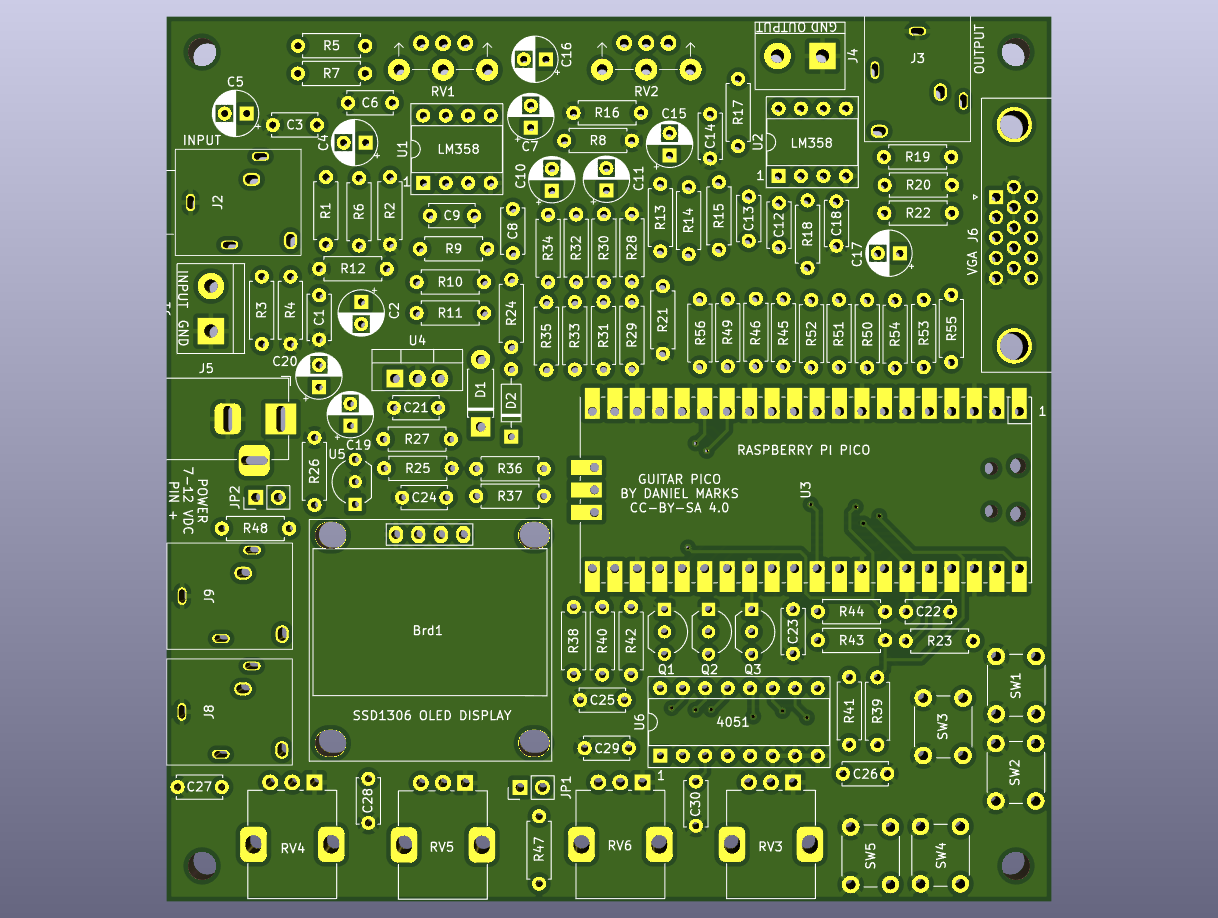 R5
R7
C5
C3
C6
C4
RV1
C16
C7
R16
R8
RV2
C15
C14
R17
GND OUTPUT
J4
J3
OUTPUT
U1
LM358
1
U2
LM358
1
INPUT
J2
R1
R6
R2
C9
R9
R10
R11
R12
C8
C10
C11
R34
R32
R30
R28
R13
R14
R15
C13
C12
R18
C18
C17
R19
R20
R22
VGA J6
INPUT GND
R3
R4
C1
C2
C20
R24
R35
R33
R31
R29
R21
R56
R49
R46
R45
R52
R51
R50
R54
R53
R55
J5
U4
D1
D2
C21
R27
R25
C24
R36
R37
C19
U5
R26
POWER
7-12 VDC
PIN +
JP2
R48
1
RASPBERRY PI PICO
GUITAR PICO
BY DANIEL MARKS
CC-BY-SA 4.0
U3
J9
J8
Brd1
SSD1306 OLED DISPLAY
R38
R40
R42
Q1
Q2
Q3
C23
R44
R43
C22
R23
C25
C29
U6
4051
1
R41
R39
C26
SW1
SW3
SW2
SW5
SW4
C27
RV4
C28
RV5
JP1
R47
RV6
C30
RV3